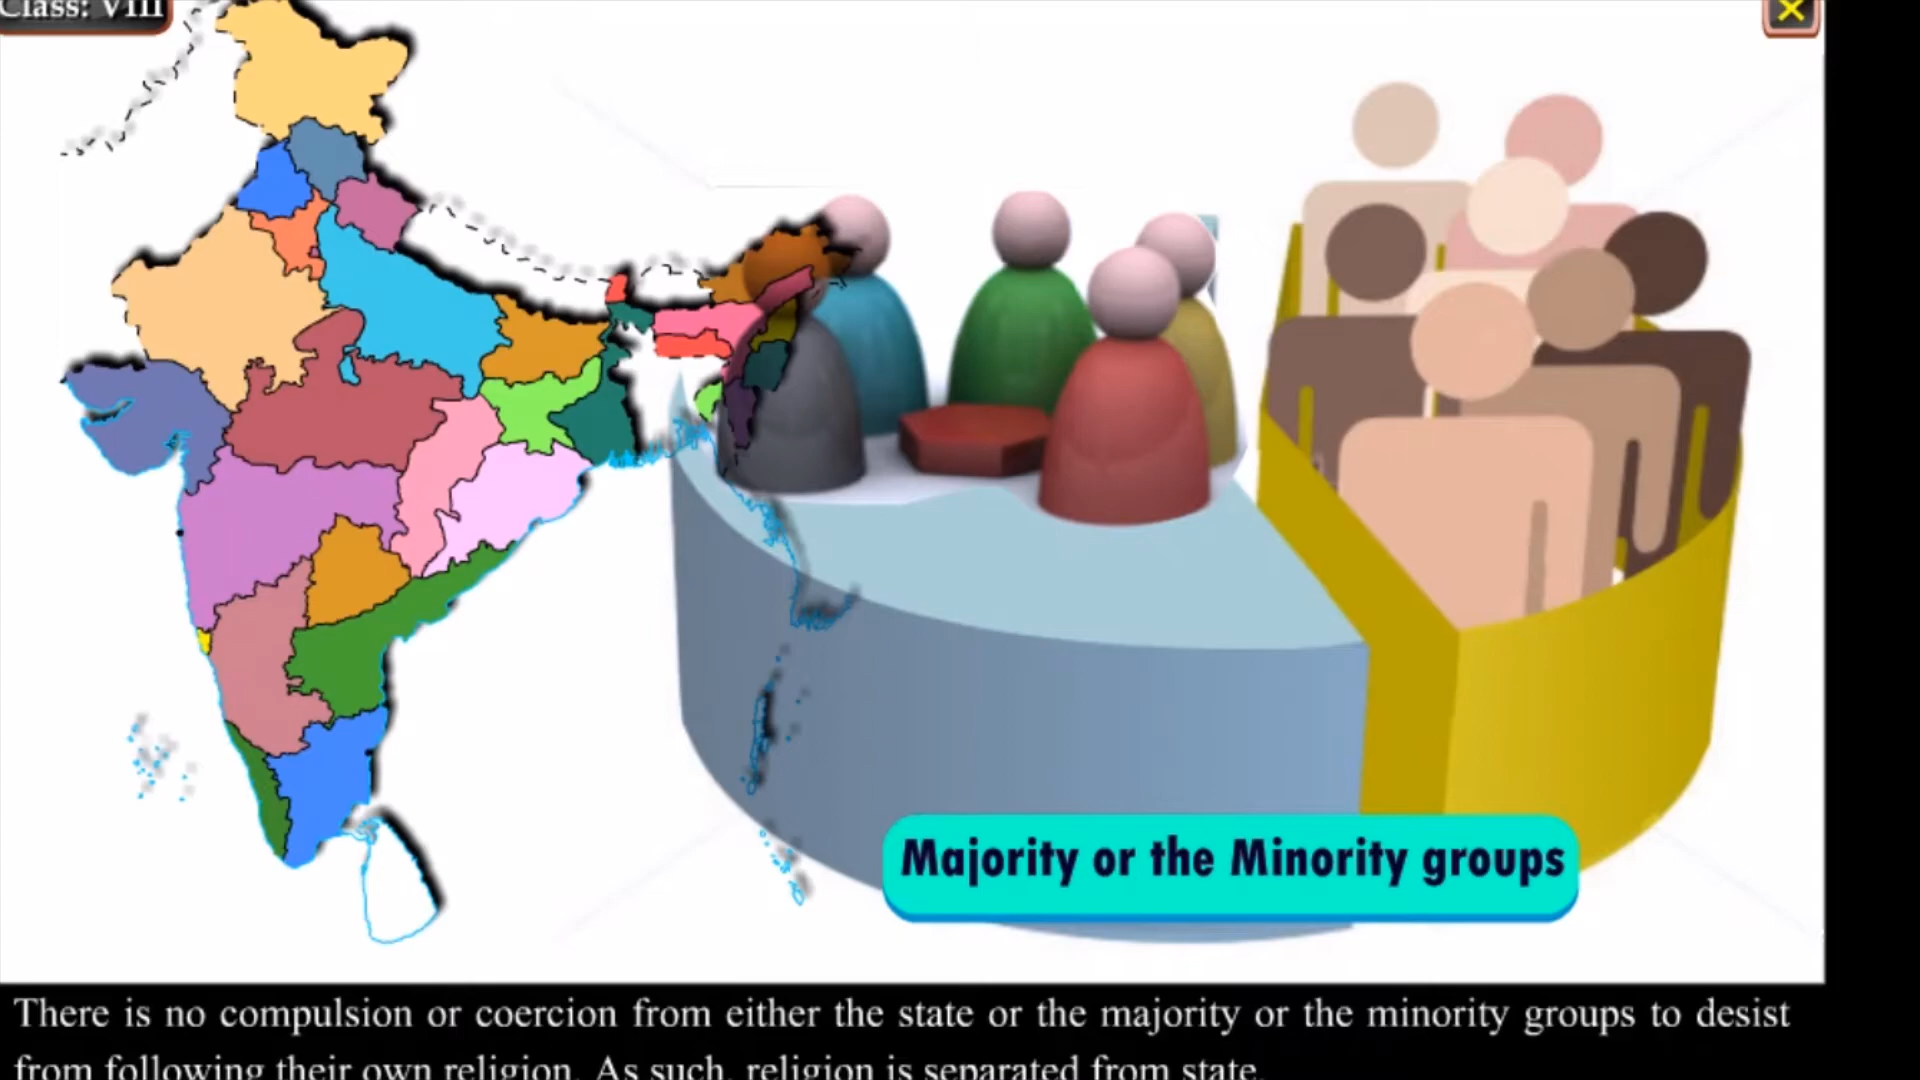 Class: VIII
Majority or the Minority groups
There is no compulsion or coercion from either the state or the majority or the minority groups to desist
from following their own religion. As such, religion is separated from state.